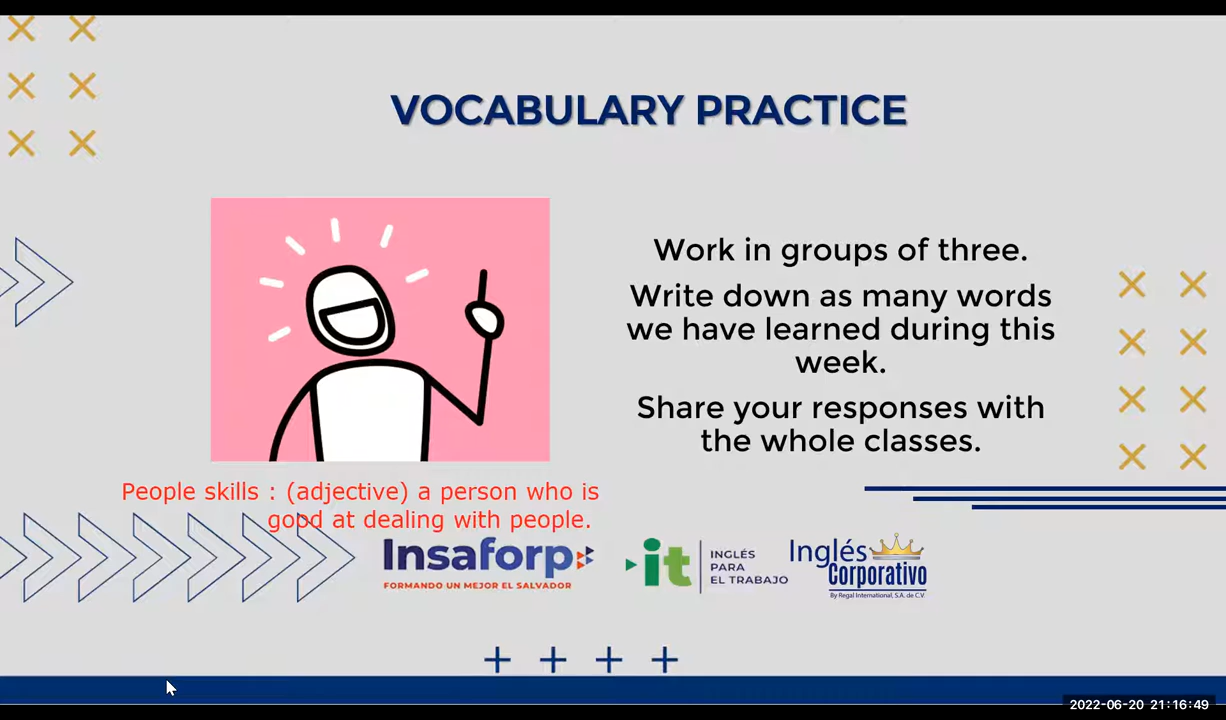 VOCABULARY PRACTICE
Work in groups of three.
Write down as many words
we have learned during this
week.
Share your responses with
the whole classes.
People skills : (adjective) a person who is
good at dealing with people.
Insaforp
FORMANDO UN MEJOR EL SALVADOR
it
INGLÉS
PARA
EL TRABAJO
Inglés
Corporativo
By Regal International, S.A. de C.V.
2022-06-20 21:16:49